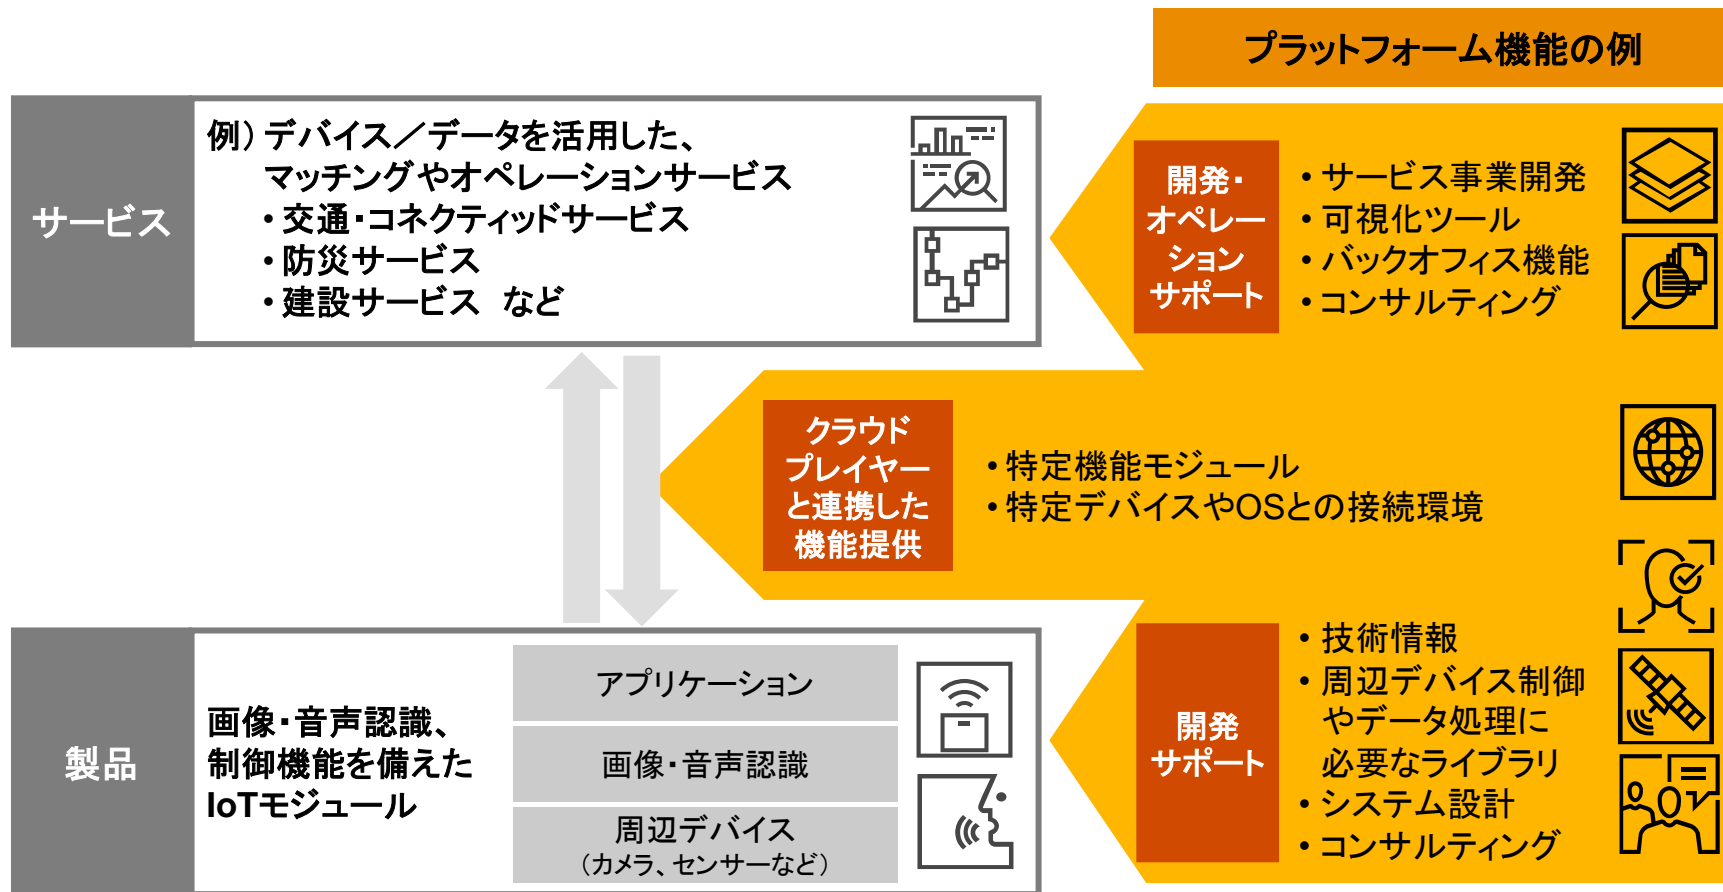 プラットフォーム機能の例
サービス
例）デバイス／データを活用した、
マッチングやオペレーションサービス
・交通・コネクティッドサービス
・防災サービス
・建設サービス など
開発・
オペレー
ション
サポート
• サービス事業開発
• 可視化ツール
• バックオフィス機能
• コンサルティング
クラウド
プレイヤー
と連携した
機能提供
• 特定機能モジュール
• 特定デバイスやOSとの接続環境
製品
画像・音声認識、
制御機能を備えた
IoTモジュール
アプリケーション
画像・音声認識
周辺デバイス
（カメラ、センサーなど）
開発
サポート
• 技術情報
• 周辺デバイス制御
やデータ処理に
必要なライブラリ
• システム設計
• コンサルティング